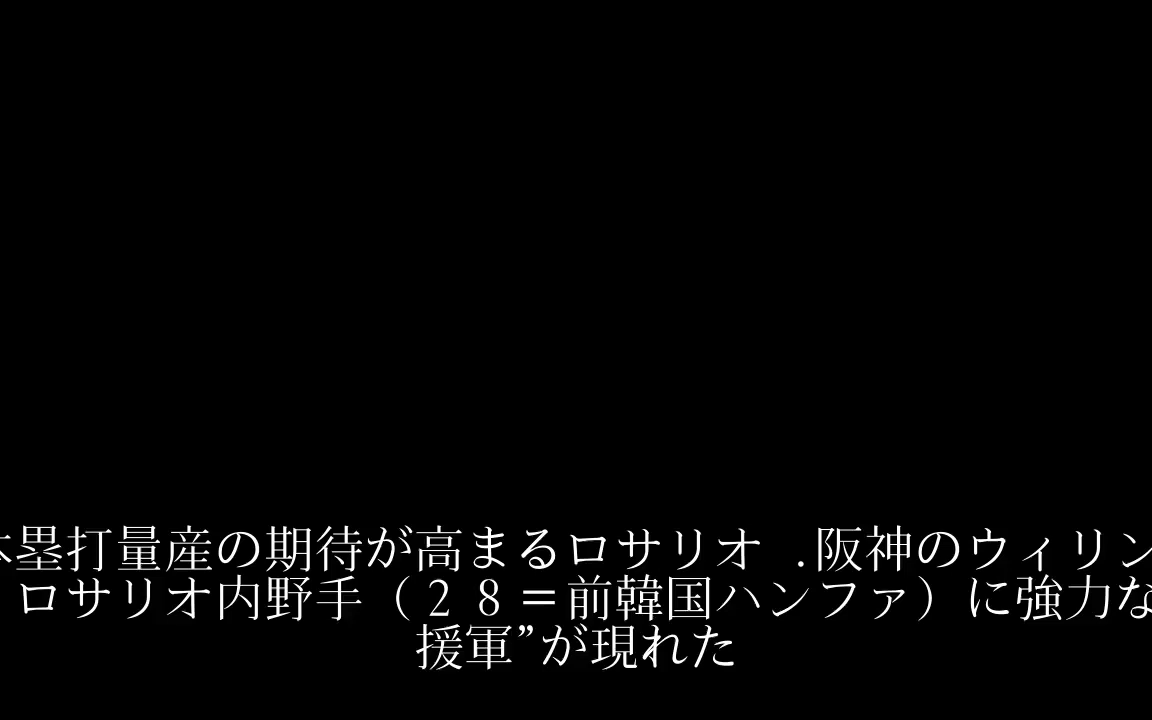 本塁打量産の期待が高まるロサリオ .阪神のウィリン
ロサリオ内野手（２８＝前韓国ハンファ）に強力な
援軍”が現れた